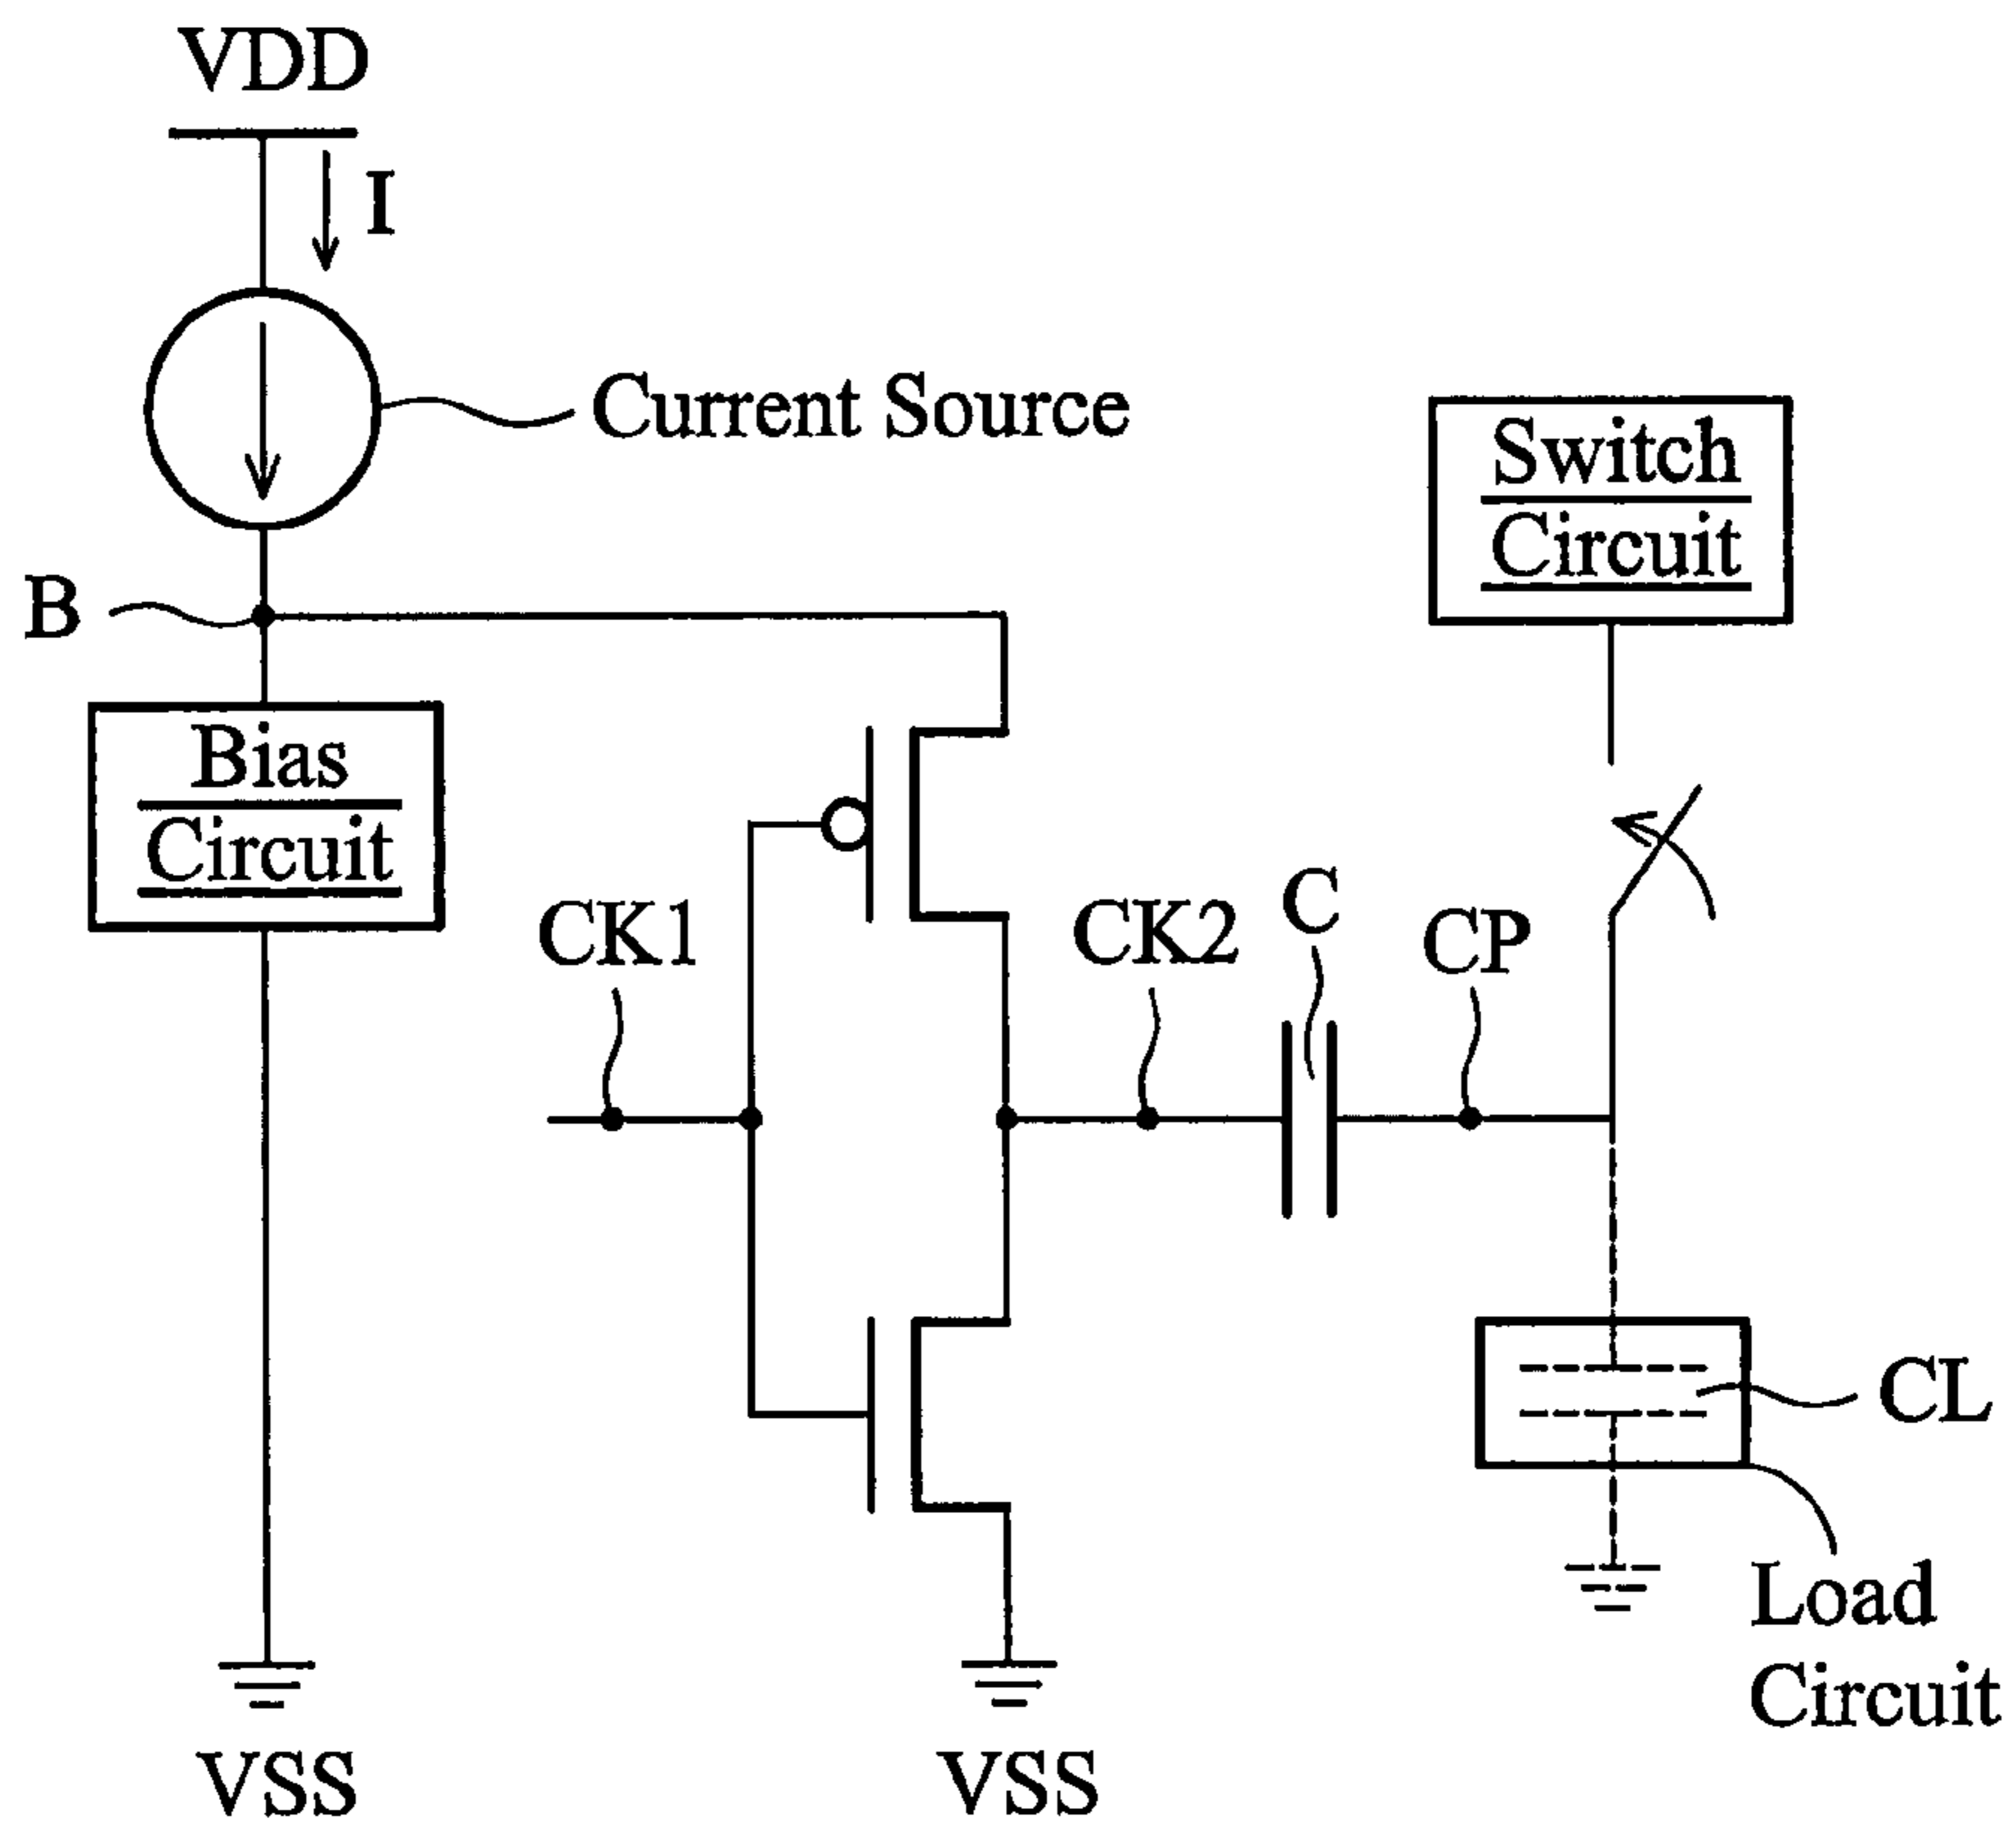 VDD
I
Current Source
Switch
Circuit
B
Bias
Circuit
CK1
CK2
C
CP
CL
Load
Circuit
VSS
VSS